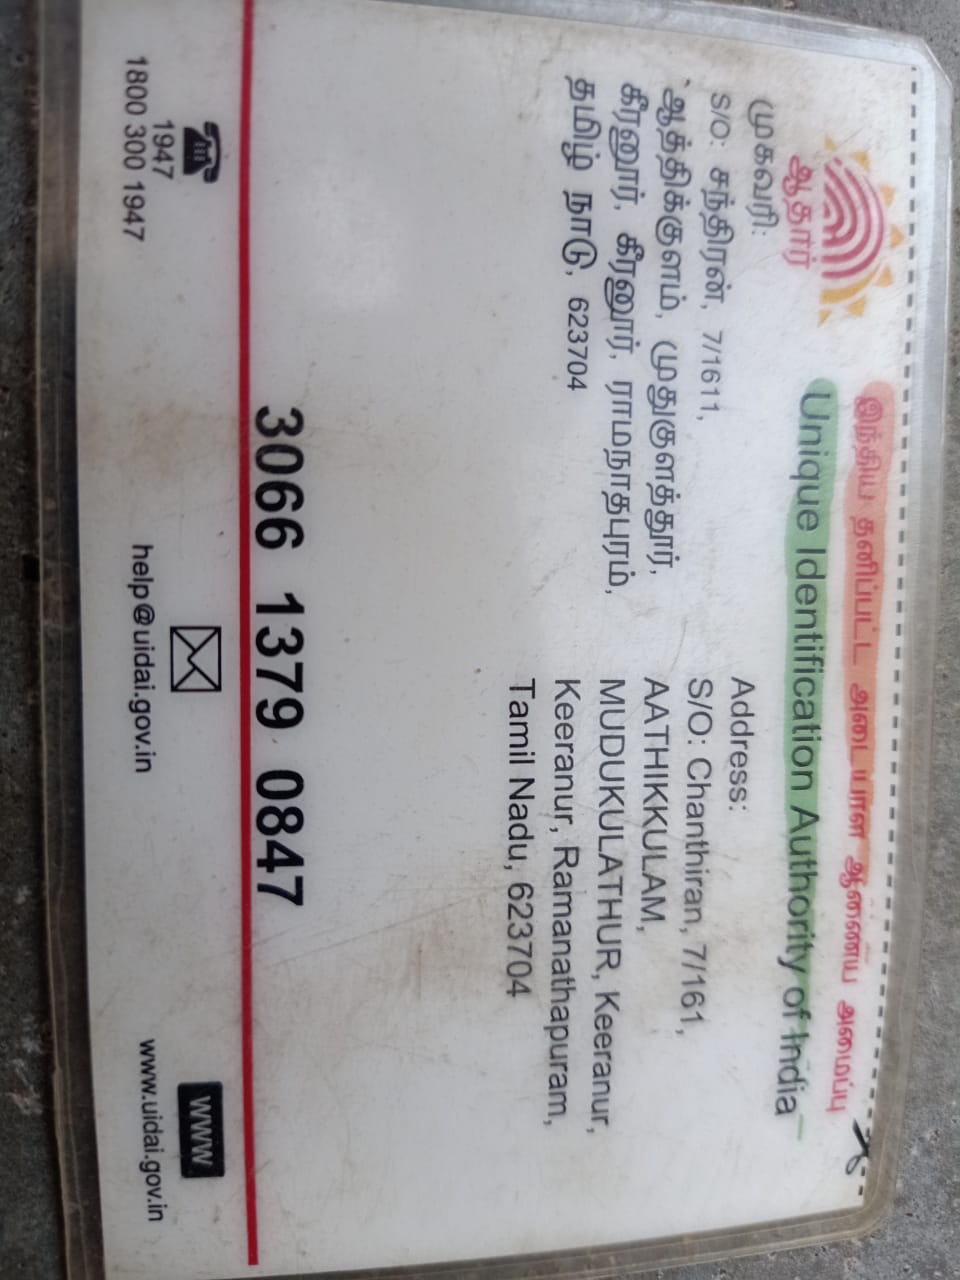 இந்திய தனிப்பட்ட அடையாள ஆணைய அமைப்பு
Unique Identification Authority of India
ஆதார்
முகவரி:
S/O: சந்திரன், 7/1611,
ஆத்திக்குளம், முதுகுளத்தூர்,
கீரனூர், கீரனூர், ராமநாதபுரம்,
தமிழ் நாடு, 623704
Address:
S/O: Chanthiran, 7/161,
AATHIKKULAM,
MUDUKULATHUR, Keeranur,
Keeranur, Ramanathapuram,
Tamil Nadu, 623704
3066 1379 0847
1947
1800 300 1947
help@uidai.gov.in
WWW
www.uidai.gov.in